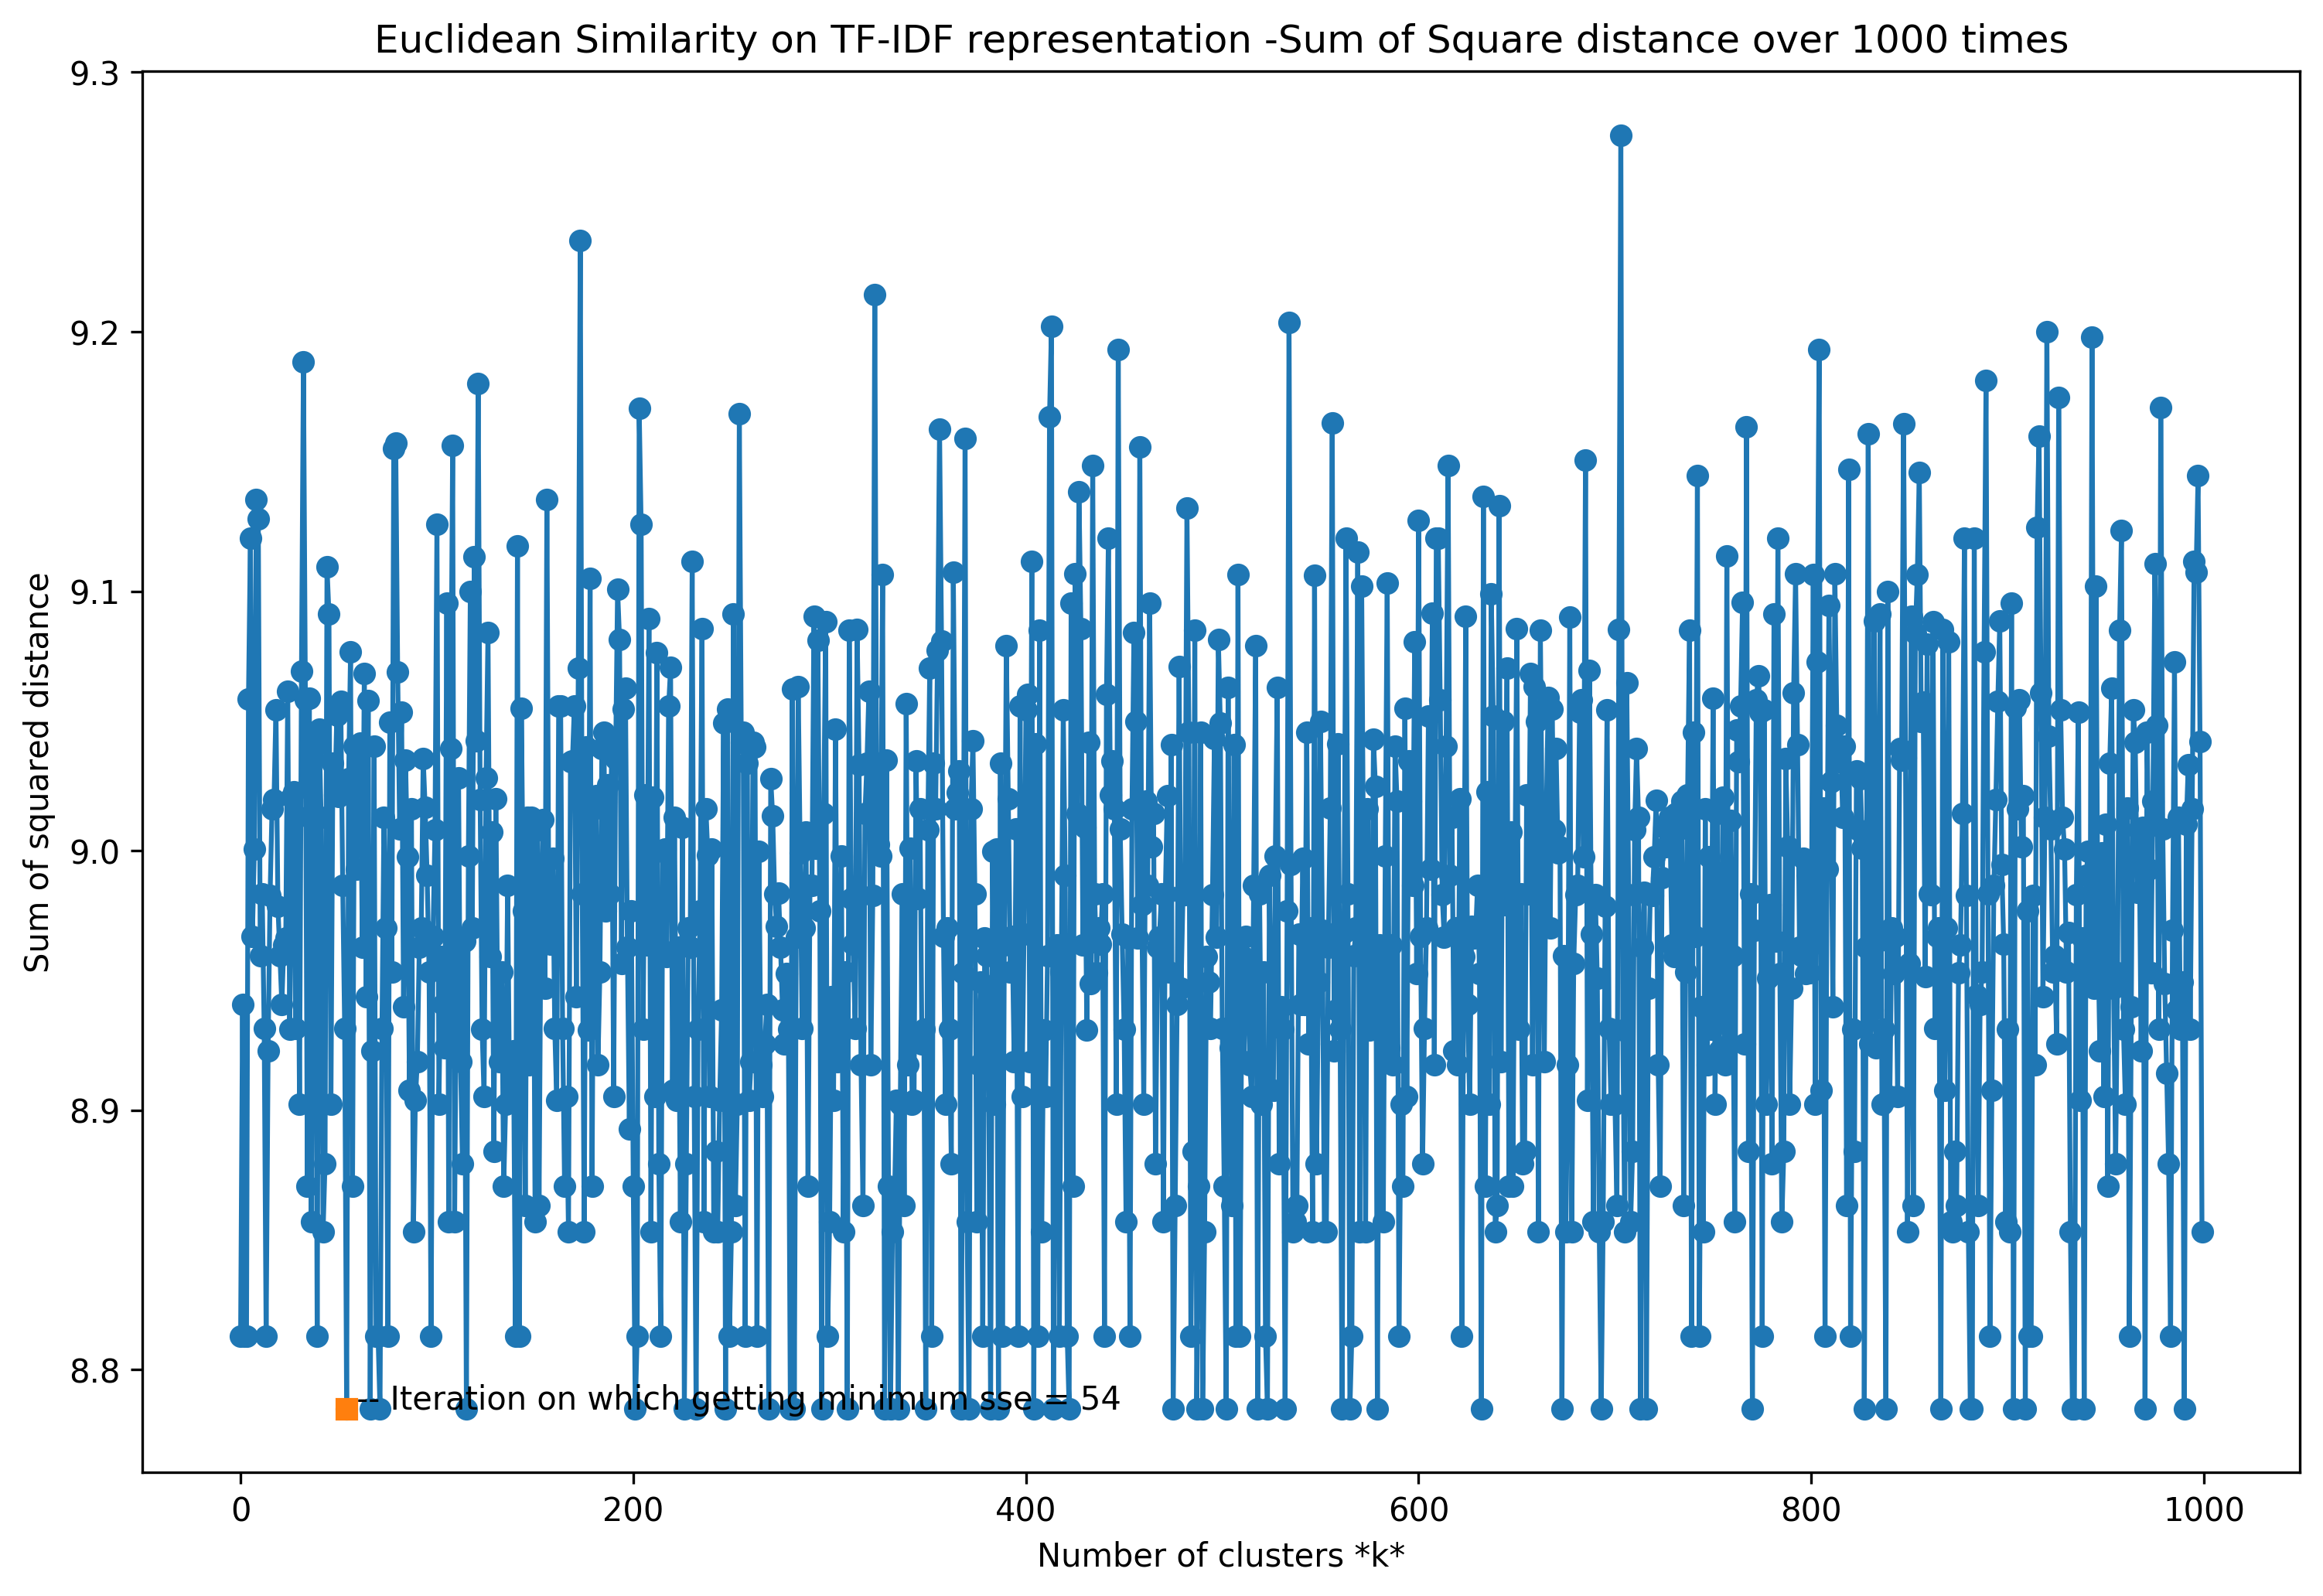 Euclidean Similarity on TF-IDF representation -Sum of Square distance over 1000 times
9.3
9.2
9.1
9.0
8.9
8.8
Sum of squared distance
-- Iteration on which getting minimum sse = 54
0 200 400 600 800 1000
Number of clusters *k*